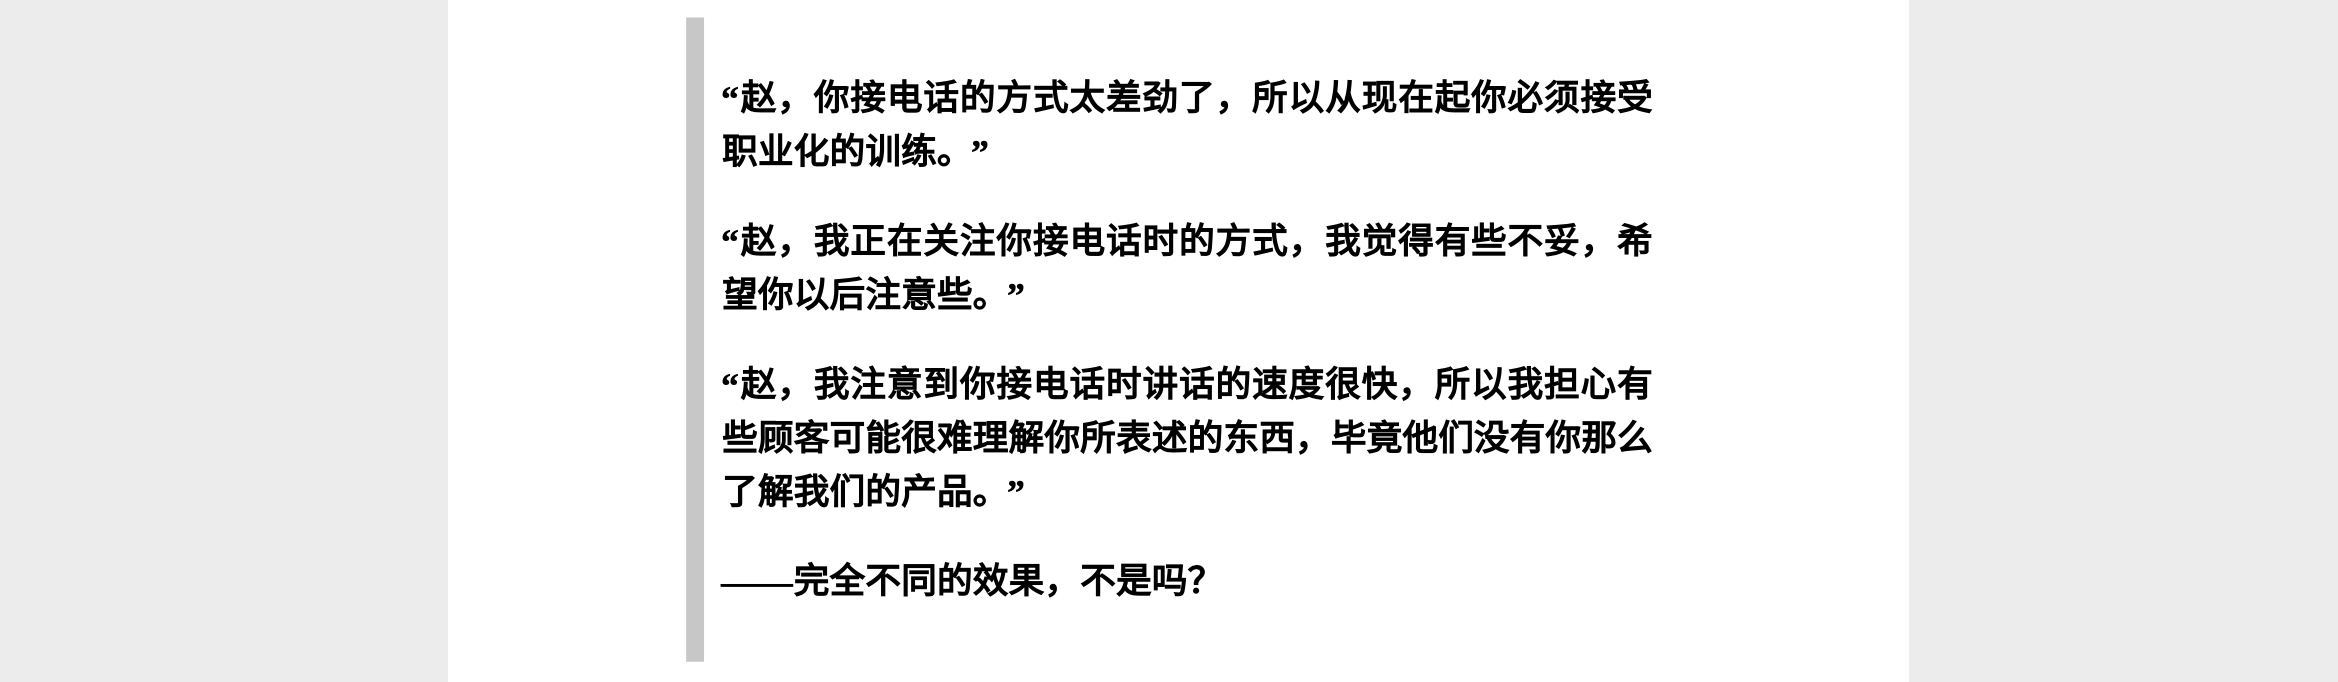 “赵，你接电话的方式太差劲了，所以从现在起你必须接受
职业化的训练。”
“赵，我正在关注你接电话时的方式，我觉得有些不妥，希
望你以后注意些。”
“赵，我注意到你接电话时讲话的速度很快，所以我担心有
些顾客可能很难理解你所表述的东西，毕竟他们没有你那么
了解我们的产品。”
——完全不同的效果，不是吗？